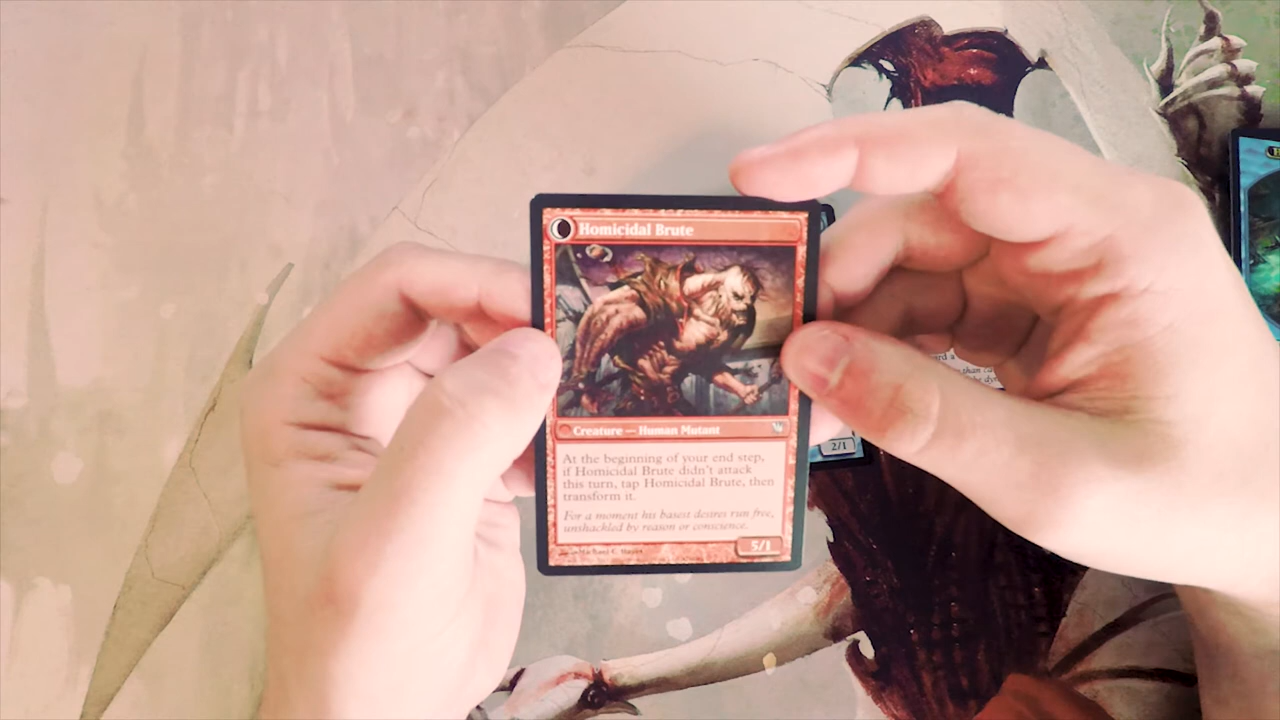 Homicidal Brute
Creature — Human Mutant
At the beginning of your end step,
if Homicidal Brute didn't attack
this turn, tap Homicidal Brute, then
transform it.
For a moment his basest desires run free,
unshackled by reason or conscience.
5/1
2/1